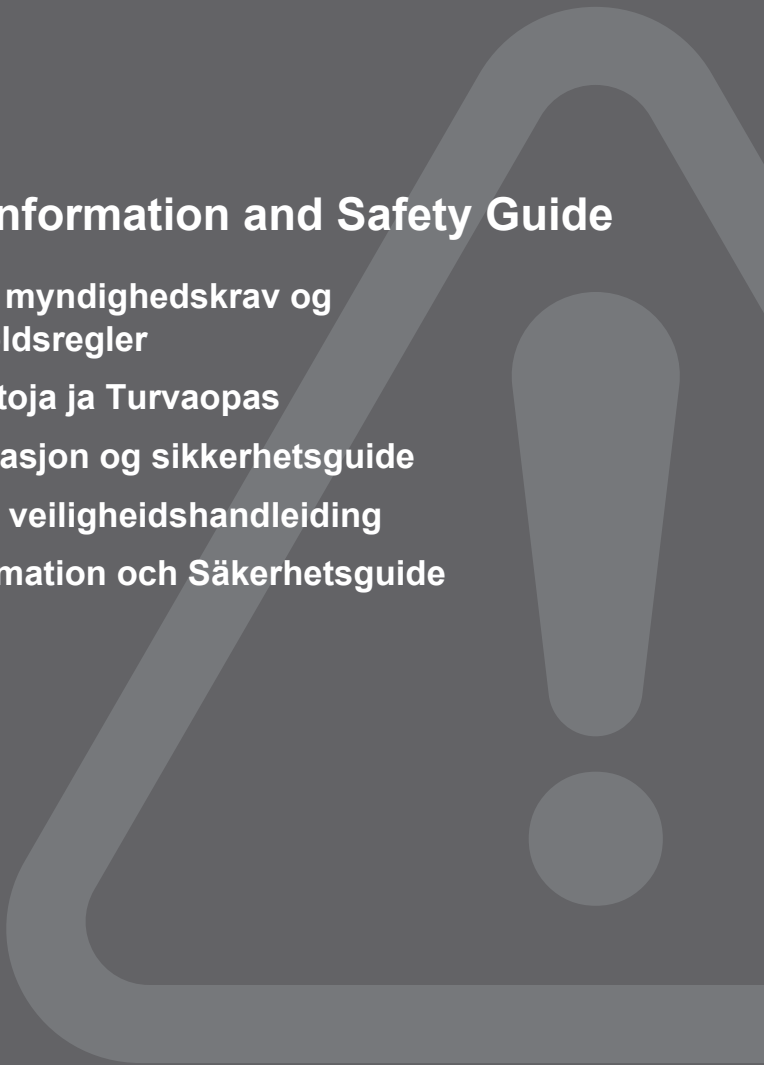 nformation and Safety Guide
myndighedskrav og
ldsregler
toja ja Turvaopas
asjon og sikkerhetsguide
veiligheidshandleiding
mation och Säkerhetsguide